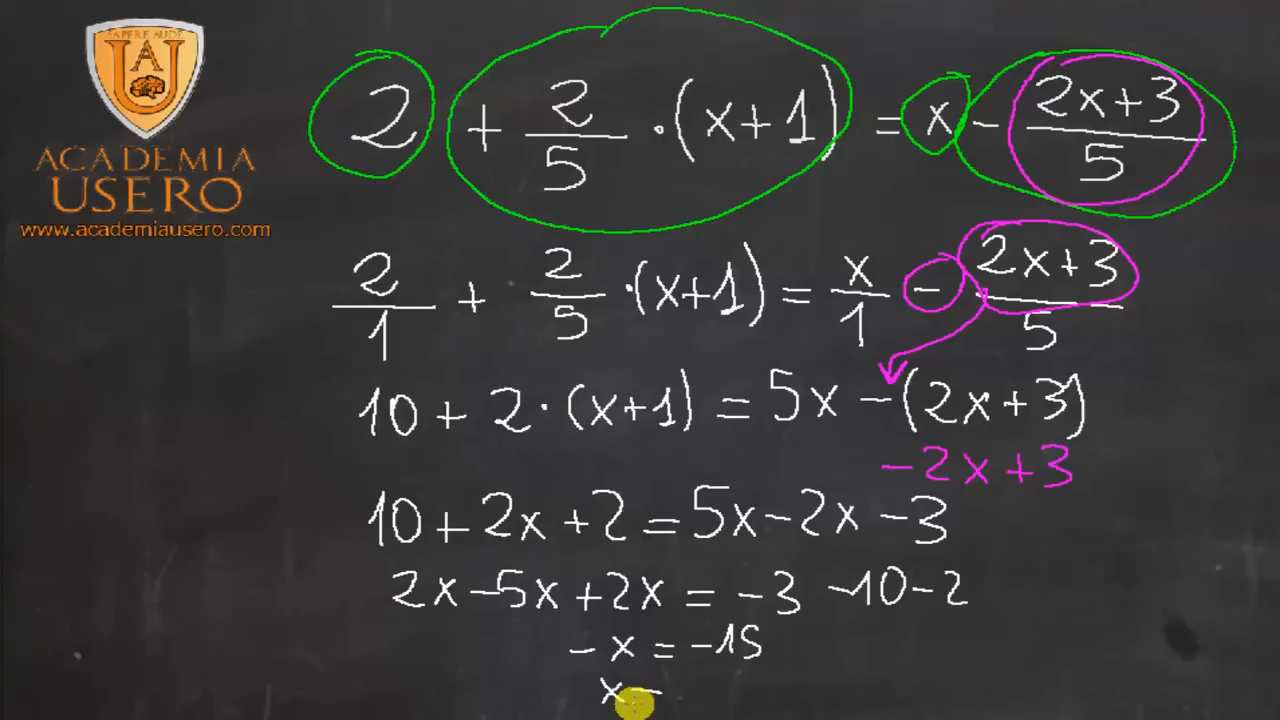 SAPERE AUDE
UA
ACADEMIA
USERO
www.academiausero.com
2 + 2/5 · (x+1) = x - (2x+3)/5
2/1 + 2/5 · (x+1) = x/1 - (2x+3)/5
10 + 2 · (x+1) = 5x - (2x+3)
-2x+3
10+2x+2=5x-2x-3
2x-5x+2x = -3 -10-2
-x = -15
x=